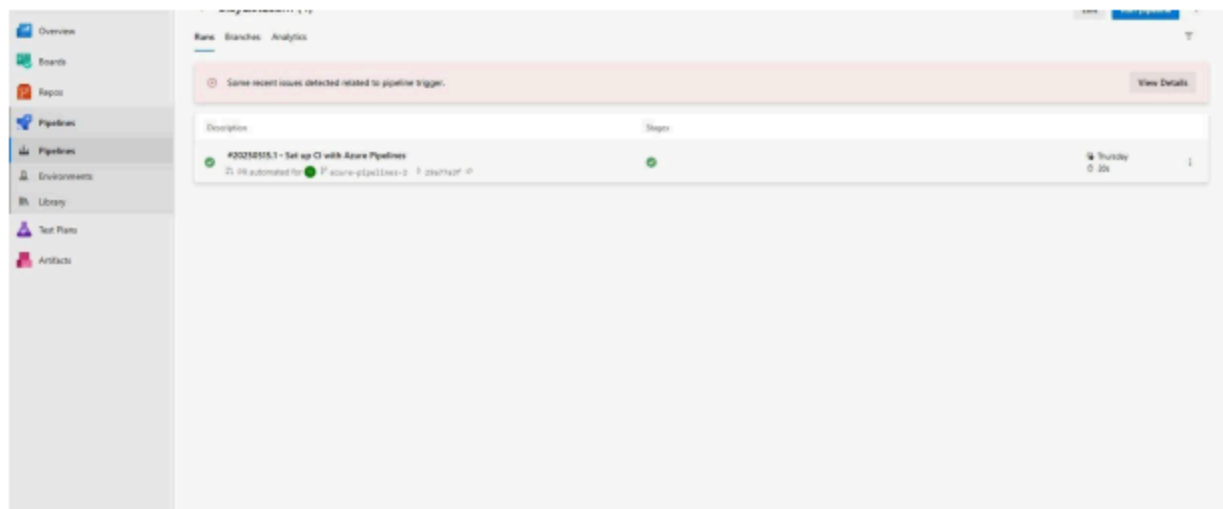 Overview
Boards
Repos
Pipelines
Pipelines
Environments
Library
Test Plans
Artifacts
Runs Branches Analytics
Some recent issues detected related to pipeline trigger.
View Details
Description Stages
#20250515.1 - Set up CI with Azure Pipelines
PR automated for azure-pipelines-2
Thursday
20s